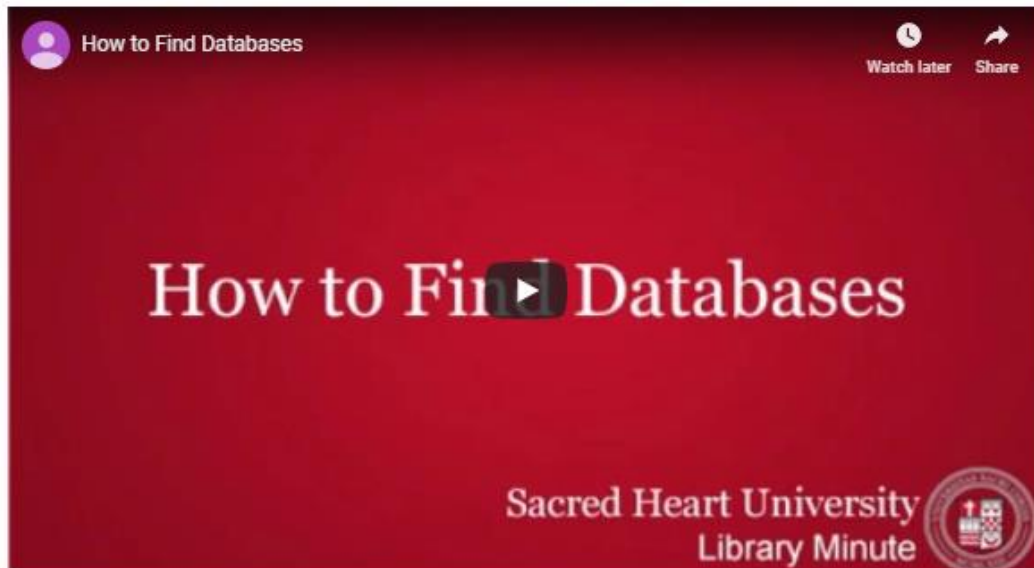 How to Find Databases
Watch later
Share
How to Find Databases
Sacred Heart University
Library Minute